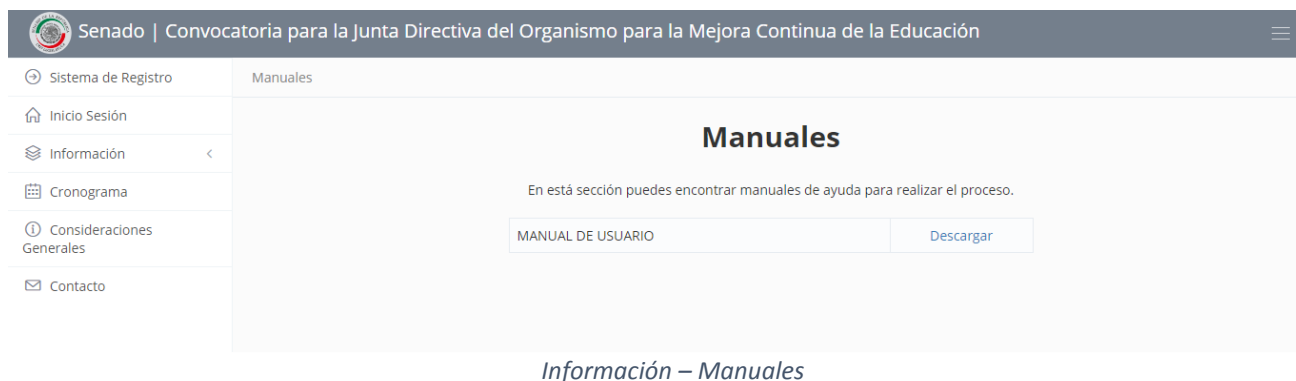 Senado | Convocatoria para la Junta Directiva del Organismo para la Mejora Continua de la Educación
Sistema de Registro
Inicio Sesión
Información
Cronograma
Consideraciones
Generales
Contacto
Manuales
Manuales
En está sección puedes encontrar manuales de ayuda para realizar el proceso.
MANUAL DE USUARIO Descargar
Información – Manuales